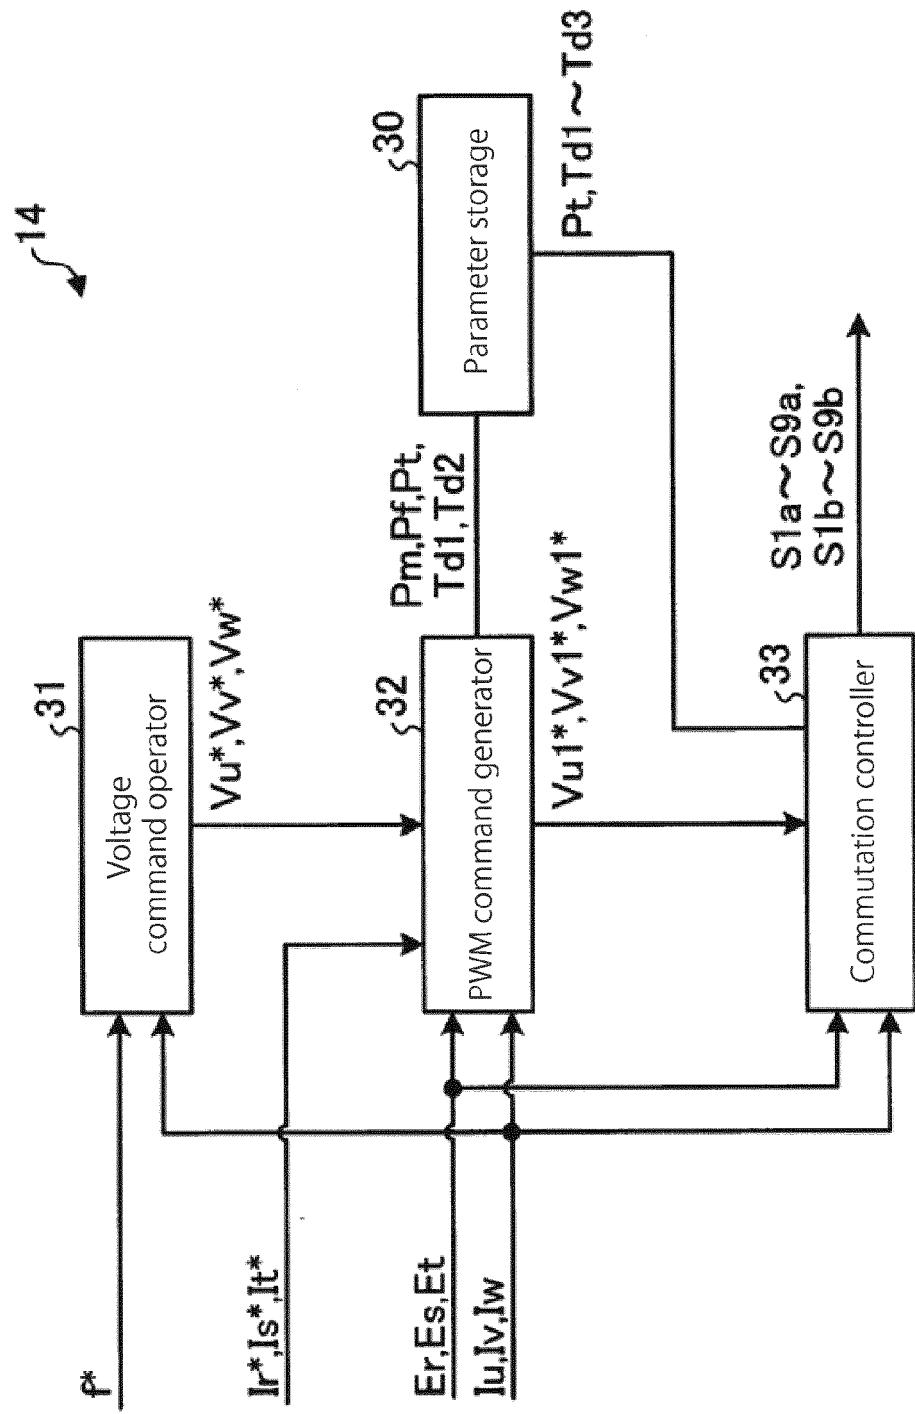 14
31
Voltage
command operator
Vu*,Vv*,Vw*
30
Parameter storage
Pm,Pf,Pt,
Td1,Td2
Pt,Td1～Td3
32
PWM command generator
Vu1*,Vv1*,Vw1*
33
Commutation controller
S1a～S9a,
S1b～S9b
f*
Ir*,Is*,It*
Er,Es,Et
Iu,Iv,Iw